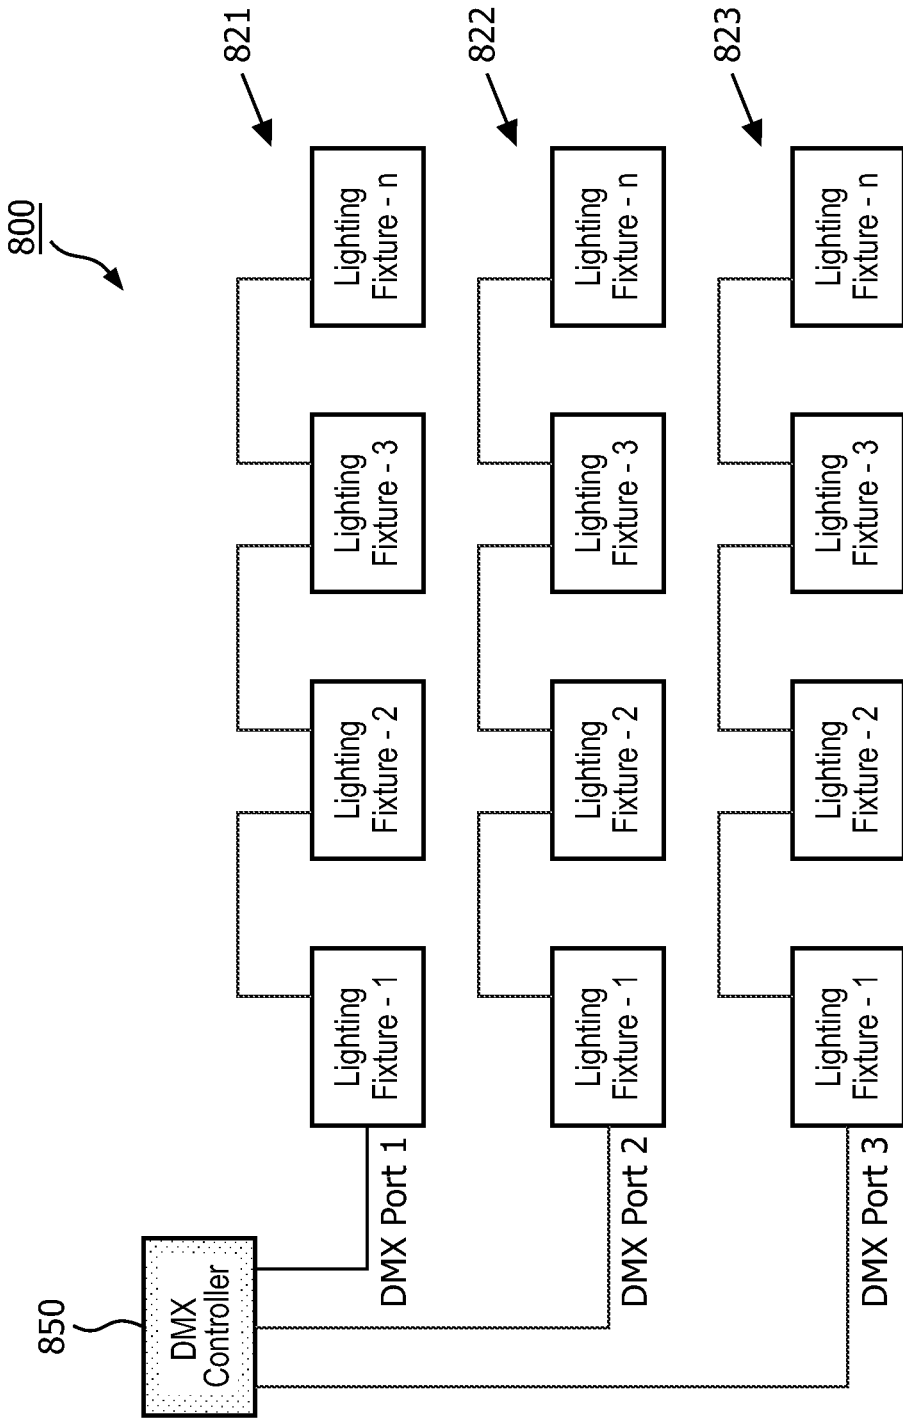 800
850
DMX
Controller
DMX Port 1
Lighting
Fixture - 1
Lighting
Fixture - 2
Lighting
Fixture - 3
Lighting
Fixture - n
821
DMX Port 2
Lighting
Fixture - 1
Lighting
Fixture - 2
Lighting
Fixture - 3
Lighting
Fixture - n
822
DMX Port 3
Lighting
Fixture - 1
Lighting
Fixture - 2
Lighting
Fixture - 3
Lighting
Fixture - n
823